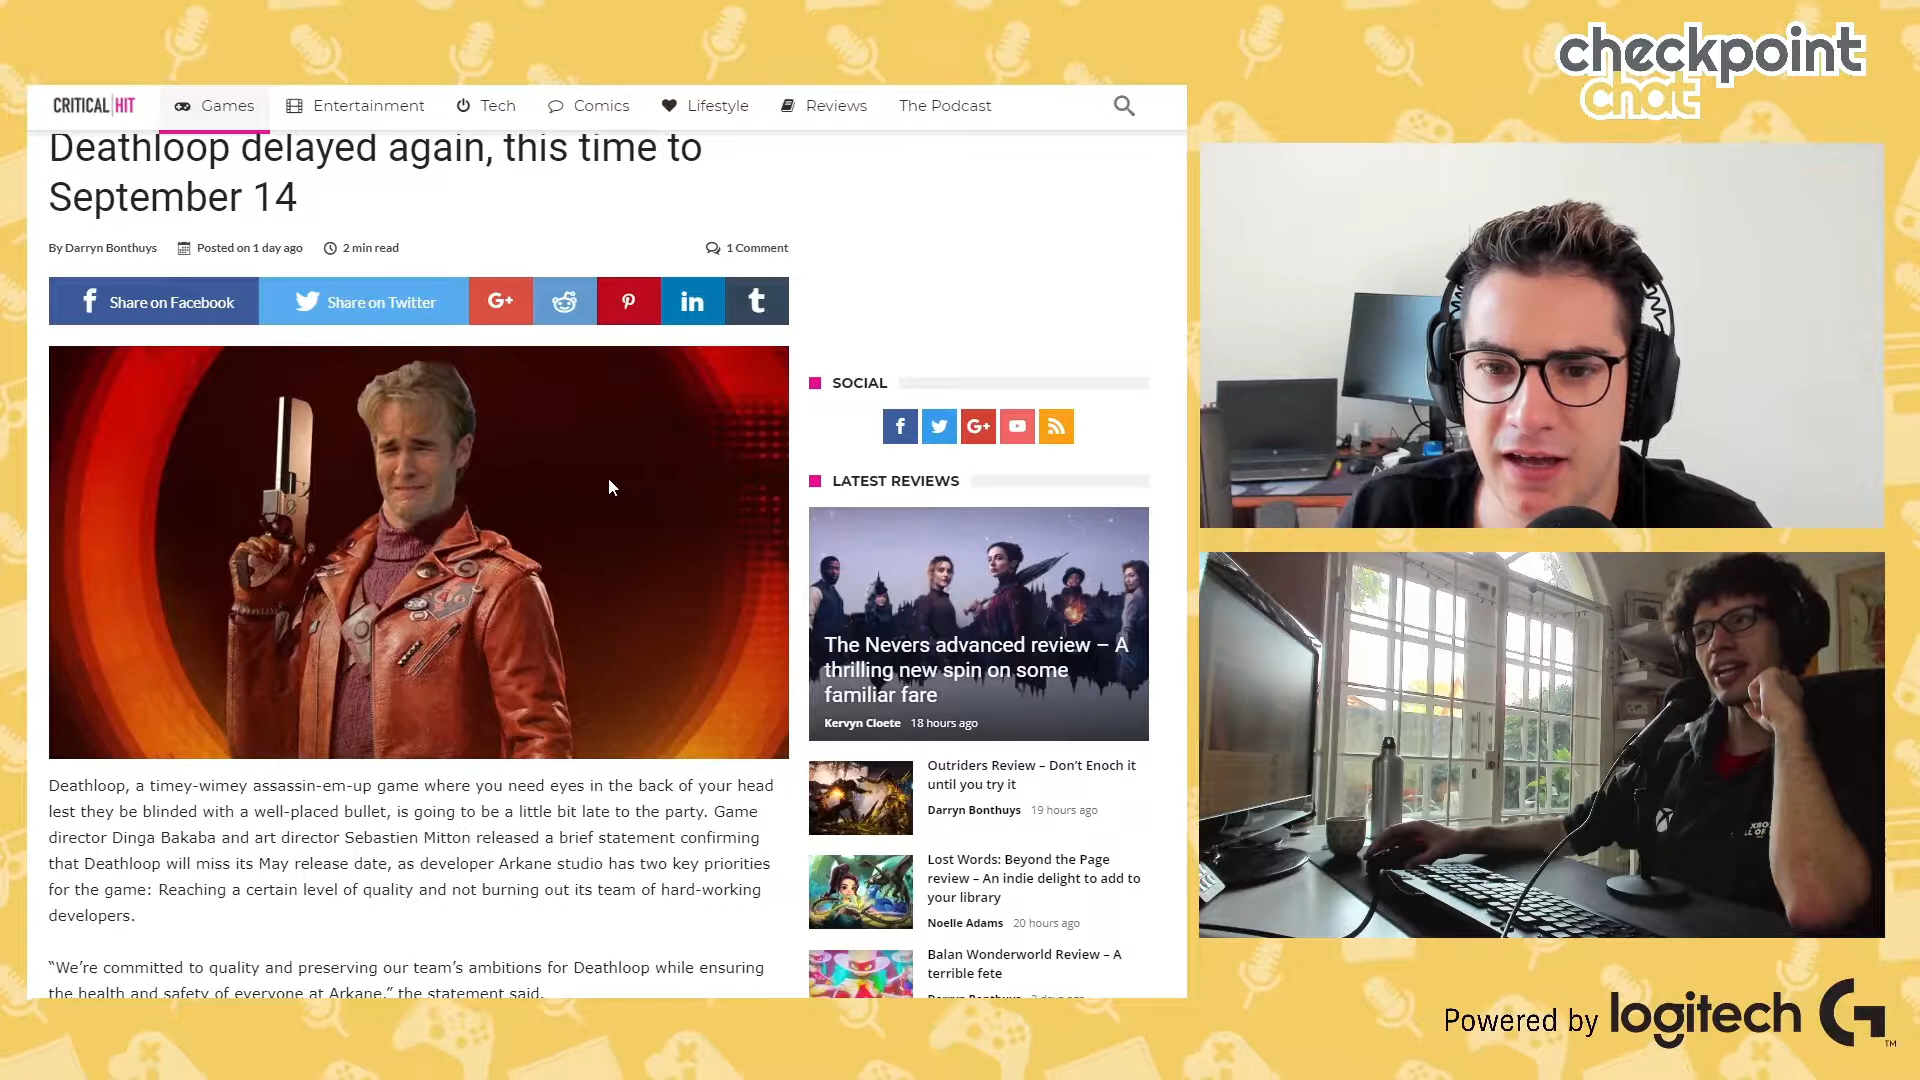 checkpoint
chat
CRITICAL HIT
Games
Entertainment
Tech
Comics
Lifestyle
Reviews
The Podcast
Deathloop delayed again, this time to
September 14
By Darryn Bonthuys
Posted on 1 day ago
2 min read
1 Comment
Share on Facebook
Share on Twitter
G+
in
t
SOCIAL
f
G+
LATEST REVIEWS
The Nevers advanced review – A
thrilling new spin on some
familiar fare
Kervyn Cloete 18 hours ago
Outriders Review – Don’t Enoch it
until you try it
Darryn Bonthuys 19 hours ago
Lost Words: Beyond the Page
review – An indie delight to add to
your library
Noelle Adams 20 hours ago
Balan Wonderworld Review – A
terrible fete
Deathloop, a timey-wimey assassin-em-up game where you need eyes in the back of your head
lest they be blinded with a well-placed bullet, is going to be a little bit late to the party. Game
director Dinga Bakaba and art director Sebastien Mitton released a brief statement confirming
that Deathloop will miss its May release date, as developer Arkane studio has two key priorities
for the game: Reaching a certain level of quality and not burning out its team of hard-working
developers.
“We’re committed to quality and preserving our team’s ambitions for Deathloop while ensuring
the health and safety of everyone at Arkane,” the statement said.
Powered by logitech G
TM